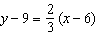 y − 9 = 2/3 (x − 6)